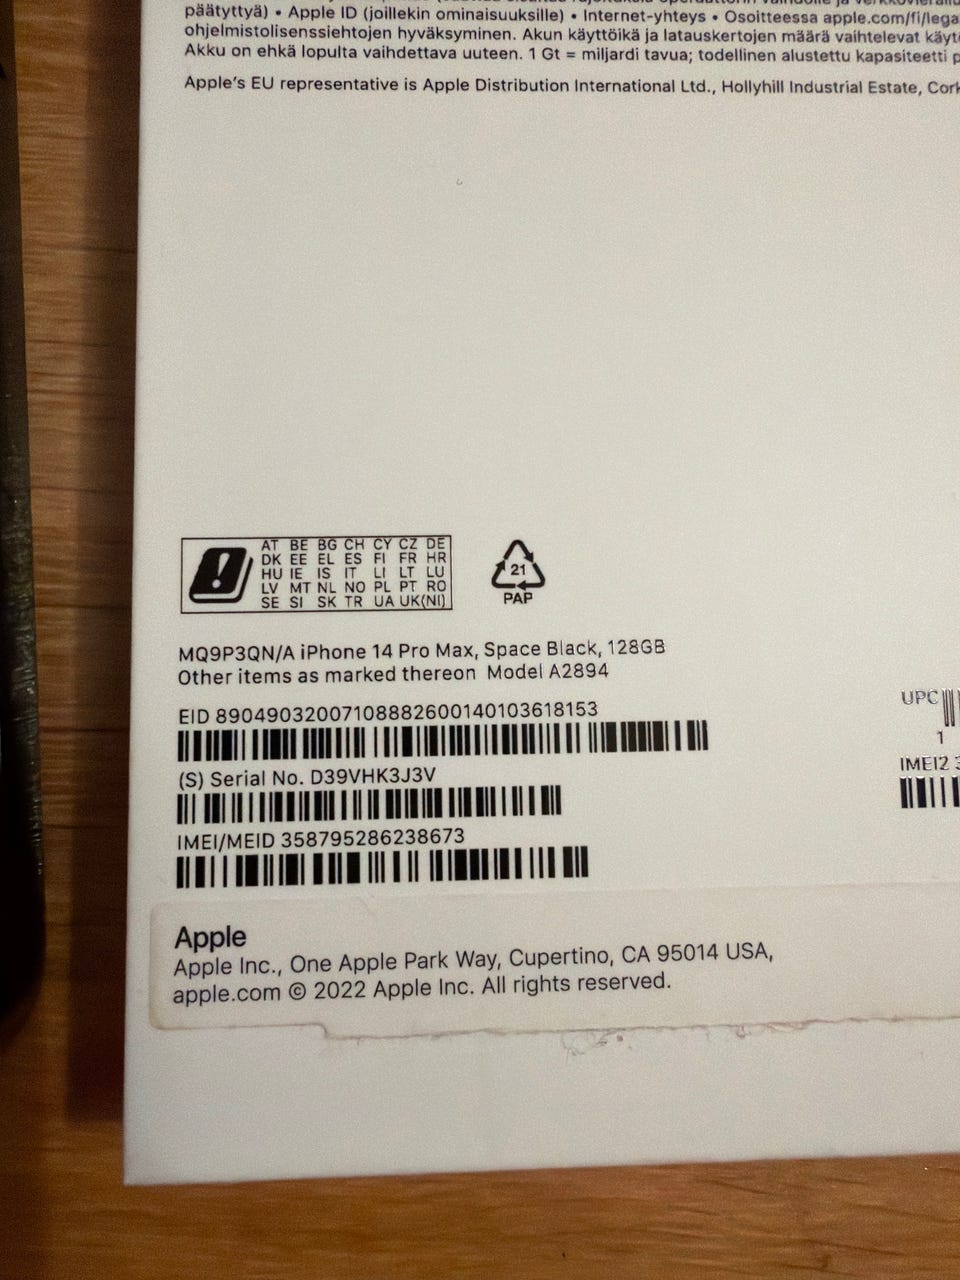 päätyttyä) • Apple ID (joillekin ominaisuuksille) • Internet-yhteys • Osoitteessa apple.com/fi/lega
ohjelmistolisenssiehtojen hyväksyminen. Akun käyttöikä ja latauskertojen määrä vaihtelevat käyt
Akku on ehkä lopulta vaihdettava uuteen. 1 Gt = miljardi tavua; todellinen alustettu kapasiteetti p
Apple's EU representative is Apple Distribution International Ltd., Hollyhill Industrial Estate, Cork
AT BE BG CH CY CZ DE
DK EE EL ES FI FR HR
HU IE IS IT LI LT LU
LV MT NL NO PL PT RO
SE SI SK TR UA UK(NI)
21
PAP
MQ9P3QN/A iPhone 14 Pro Max, Space Black, 128GB
Other items as marked thereon Model A2894
EID 89049032007108882600140103618153
UPC
1
(S) Serial No. D39VHK3J3V
IMEI2 3
IMEI/MEID 358795286238673
Apple
Apple Inc., One Apple Park Way, Cupertino, CA 95014 USA,
apple.com © 2022 Apple Inc. All rights reserved.